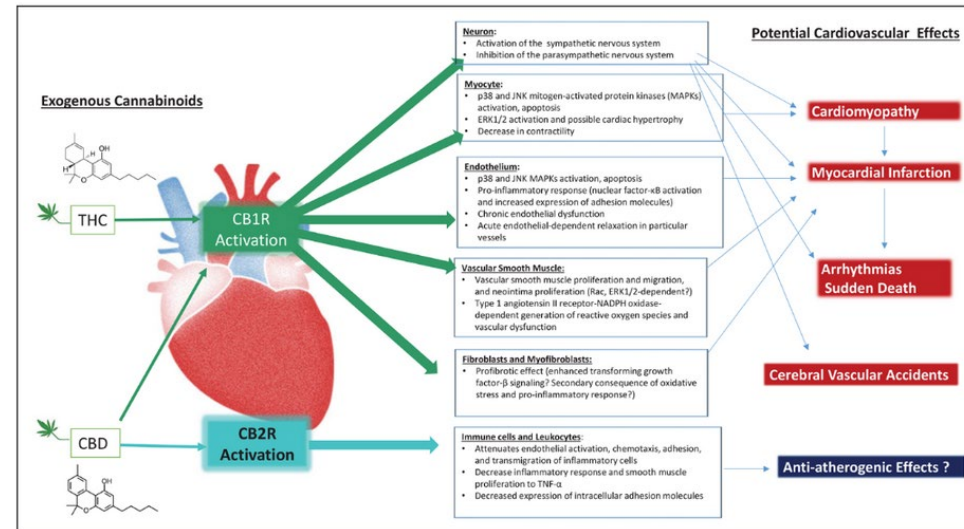 Exogenous Cannabinoids
OH
H
H
O
THC
CBD
OH
O
CB1R
Activation
CB2R
Activation
Neuron:
• Activation of the sympathetic nervous system
• Inhibition of the parasympathetic nervous system
Myocyte:
• p38 and JNK mitogen-activated protein kinases (MAPKs)
activation, apoptosis
• ERK1/2 activation and possible cardiac hypertrophy
• Decrease in contractility
Endothelium:
• p38 and JNK MAPKs activation, apoptosis
• Pro-inflammatory response (nuclear factor-κB activation
and increased expression of adhesion molecules)
• Chronic endothelial dysfunction
• Acute endothelial-dependent relaxation in particular
vessels
Vascular Smooth Muscle:
• Vascular smooth muscle proliferation and migration,
and neointima proliferation (Rac, ERK1/2-dependent?)
• Type 1 angiotensin II receptor-NADPH oxidase-
dependent generation of reactive oxygen species and
vascular dysfunction
Fibroblasts and Myofibroblasts:
• Profibrotic effect (enhanced transforming growth
factor-β signaling? Secondary consequence of oxidative
stress and pro-inflammatory response?)
Immune cells and Leukocytes:
• Attenuates endothelial activation, chemotaxis, adhesion,
and transmigration of inflammatory cells
• Decrease inflammatory response and smooth muscle
proliferation to TNF-α
• Decreased expression of intracellular adhesion molecules
Potential Cardiovascular Effects
Cardiomyopathy
Myocardial Infarction
Arrhythmias
Sudden Death
Cerebral Vascular Accidents
Anti-atherogenic Effects ?